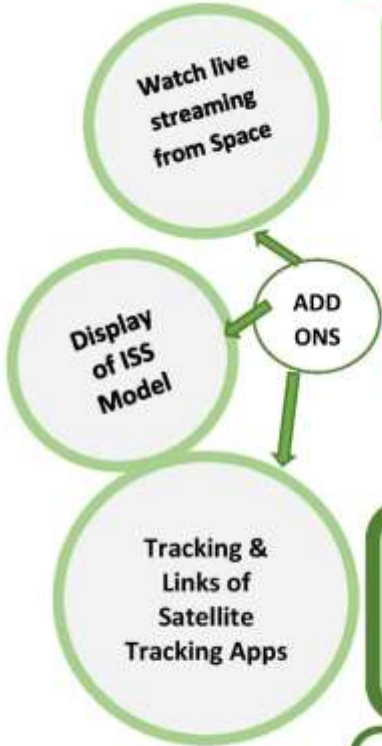 Watch live
streaming
from Space
ADD
ONS
Display
of ISS
Model
Tracking &
Links of
Satellite
Tracking Apps